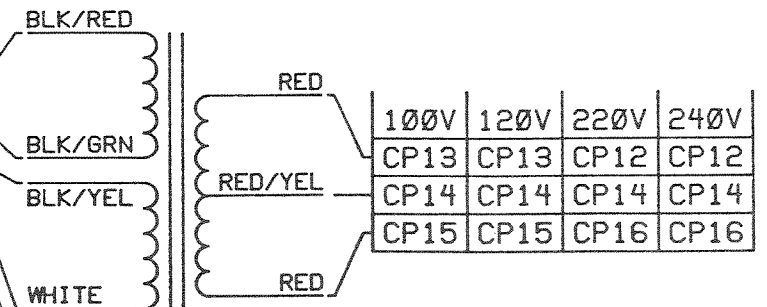 BLK/RED
RED
100V 120V 220V 240V
BLK/GRN
CP13 CP13 CP12 CP12
BLK/YEL
RED/YEL
CP14 CP14 CP14 CP14
CP15 CP15 CP16 CP16
WHITE
RED